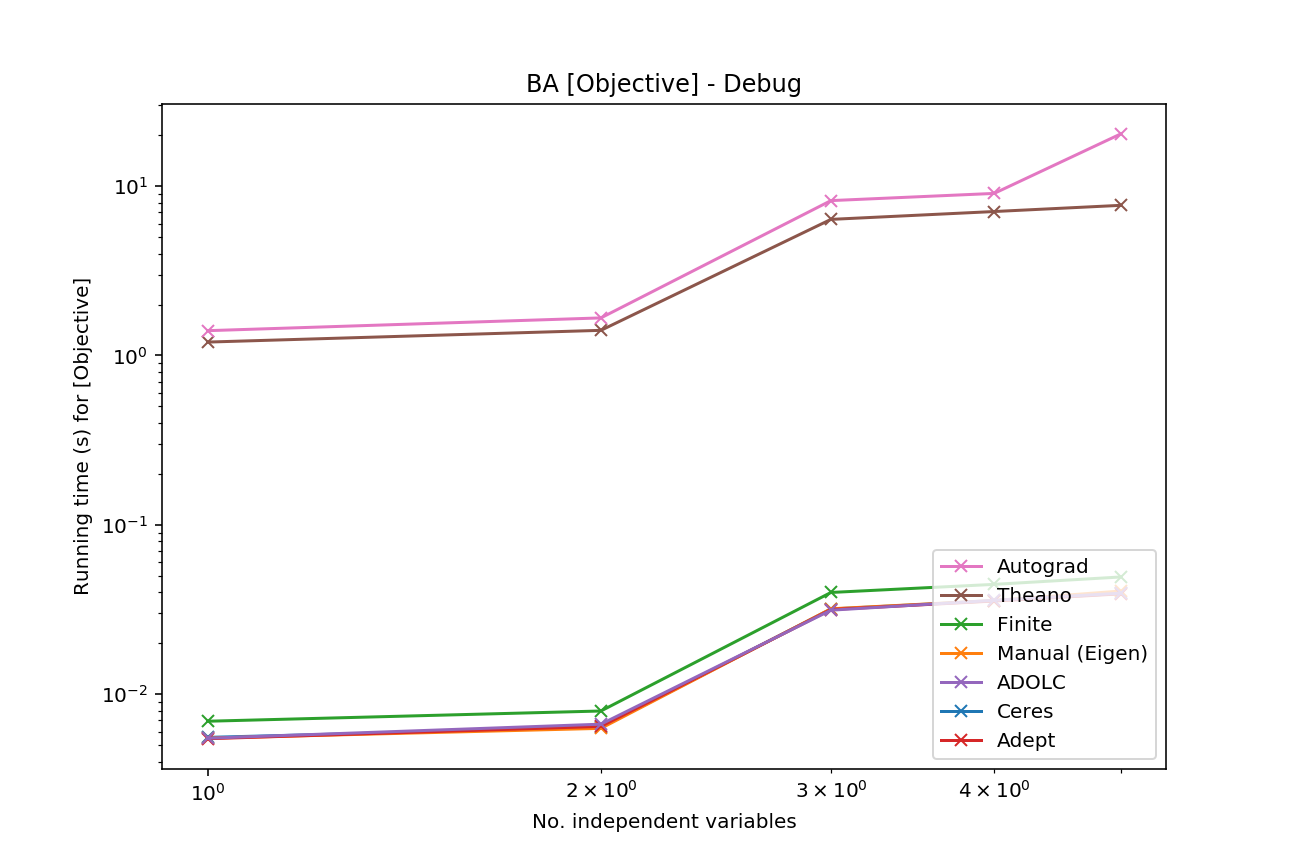 BA [Objective] - Debug
Running time (s) for [Objective]
10¹
10⁰
10⁻¹
10⁻²
Autograd
Theano
Finite
Manual (Eigen)
ADOLC
Ceres
Adept
10⁰
2 × 10⁰
3 × 10⁰
4 × 10⁰
No. independent variables